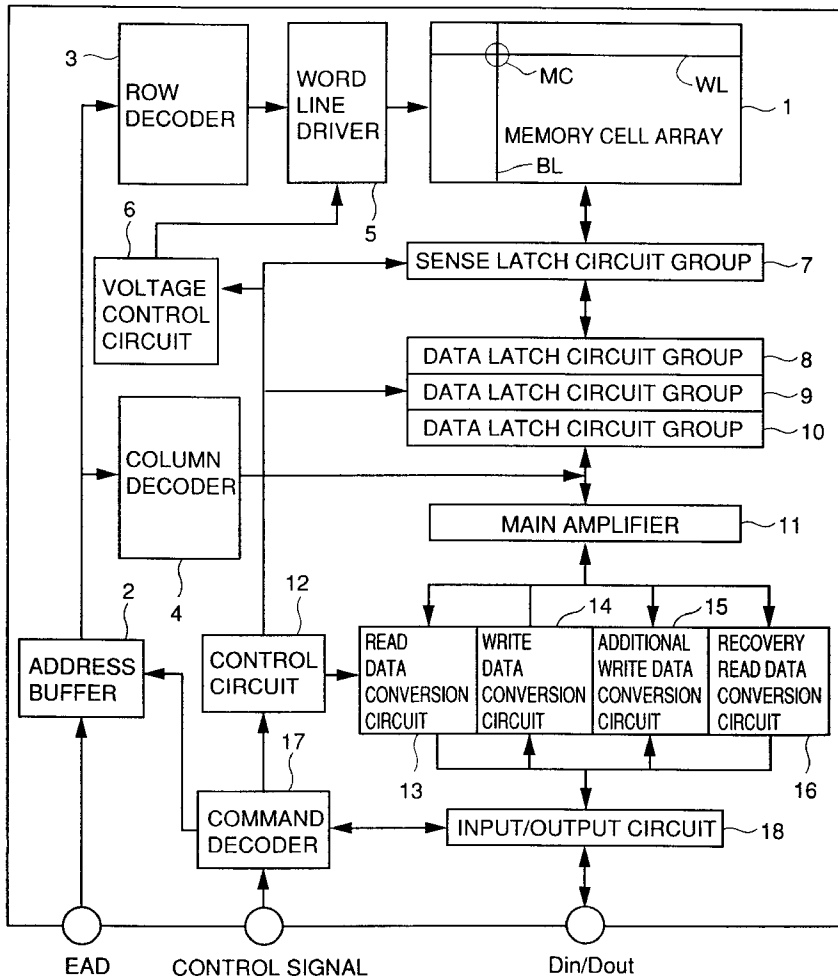 3
ROW
DECODER
WORD
LINE
DRIVER
5
MC
WL
1
MEMORY CELL ARRAY
BL
6
VOLTAGE
CONTROL
CIRCUIT
SENSE LATCH CIRCUIT GROUP
7
DATA LATCH CIRCUIT GROUP
8
DATA LATCH CIRCUIT GROUP
9
DATA LATCH CIRCUIT GROUP
10
COLUMN
DECODER
4
MAIN AMPLIFIER
11
2
ADDRESS
BUFFER
12
CONTROL
CIRCUIT
14
15
READ
DATA
CONVERSION
CIRCUIT
WRITE
DATA
CONVERSION
CIRCUIT
ADDITIONAL
WRITE DATA
CONVERSION
CIRCUIT
RECOVERY
READ DATA
CONVERSION
CIRCUIT
13
16
17
COMMAND
DECODER
INPUT/OUTPUT CIRCUIT
18
EAD
CONTROL SIGNAL
Din/Dout